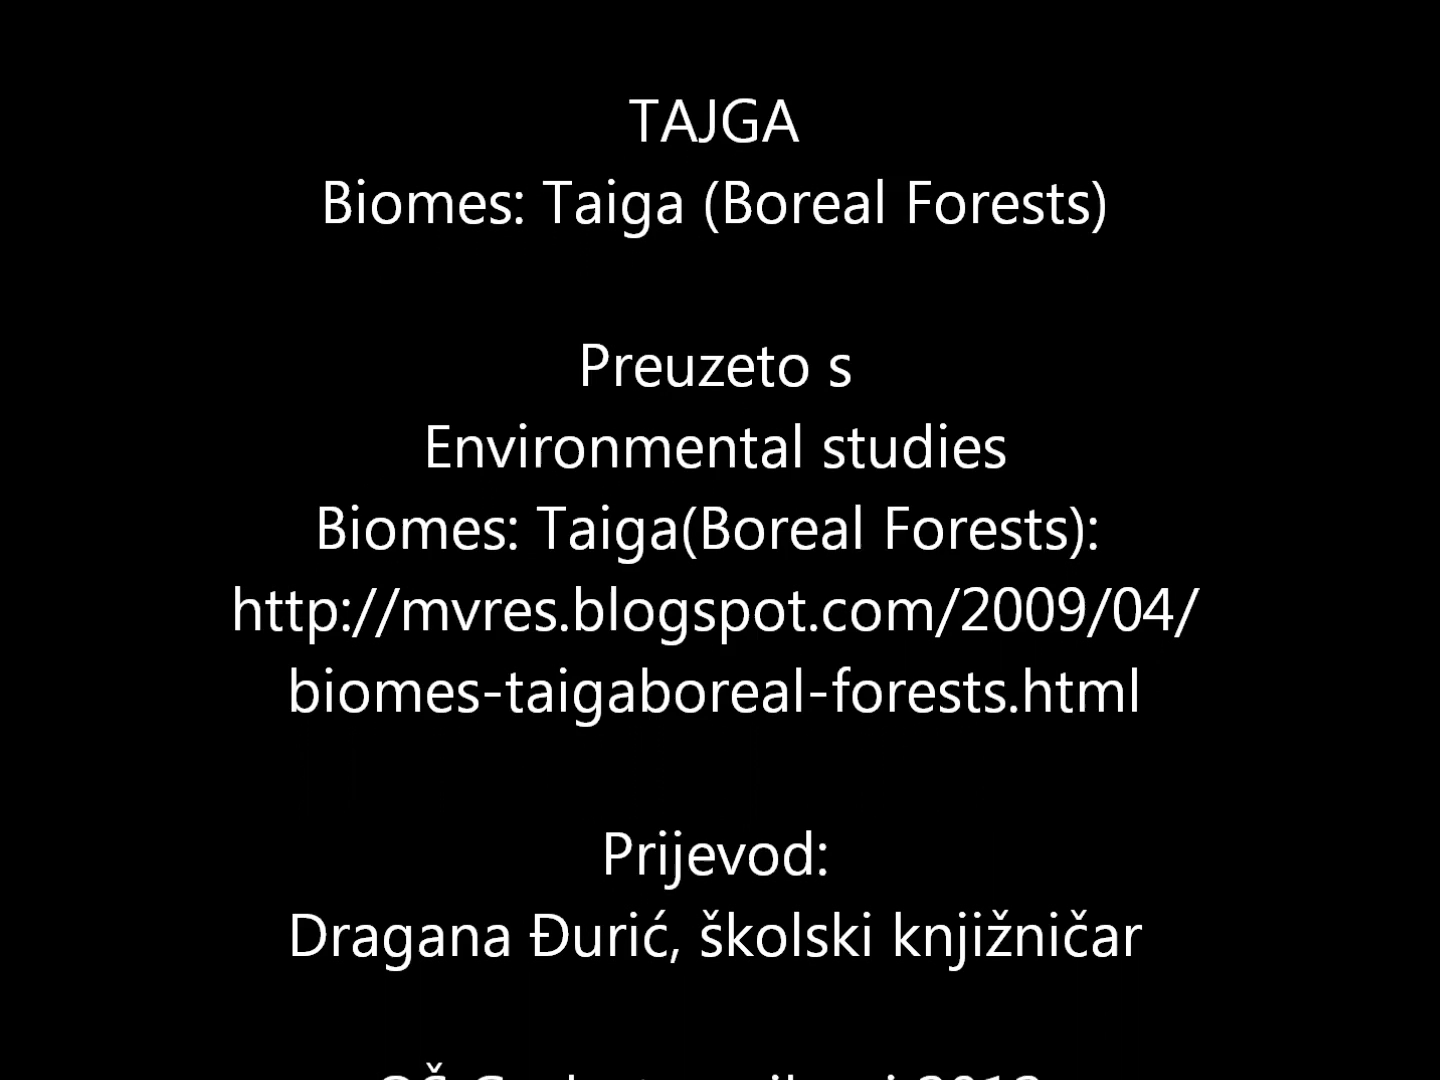 TAJGA
Biomes: Taiga (Boreal Forests)
Preuzeto s
Environmental studies
Biomes: Taiga(Boreal Forests):
http://mvres.blogspot.com/2009/04/
biomes-taigaboreal-forests.html
Prijevod:
Dragana Đurić, školski knjižničar